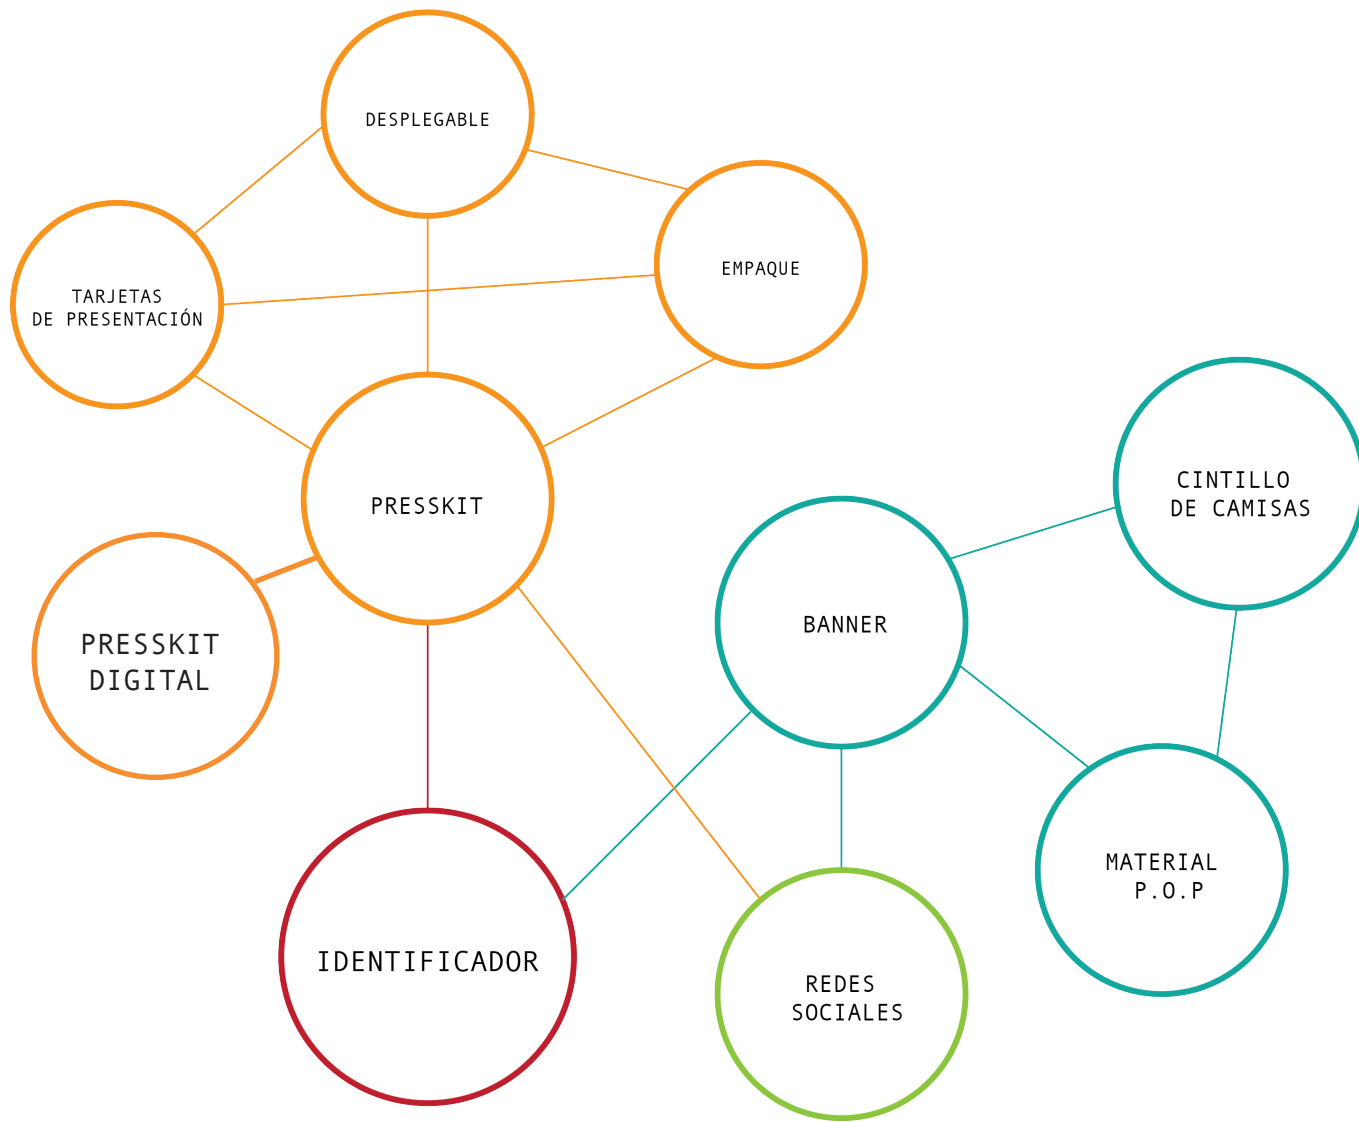 DESPLEGABLE
EMPAQUE
TARJETAS
DE PRESENTACIÓN
PRESSKIT
CINTILLO
DE CAMISAS
BANNER
PRESSKIT
DIGITAL
MATERIAL
P.O.P
IDENTIFICADOR
REDES
SOCIALES